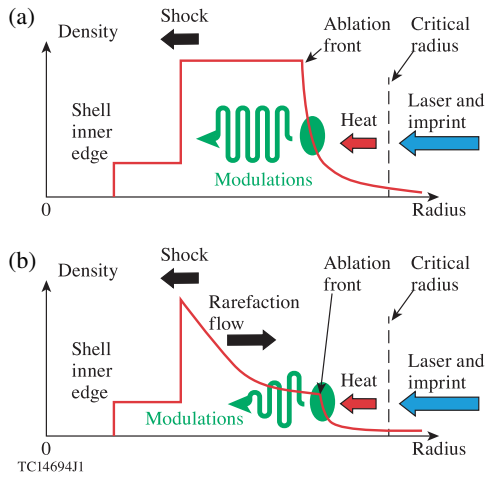 (a)
Density
Shock
Ablation
front
Critical
radius
Shell
inner
edge
Heat
Laser and
imprint
Modulations
0
Radius
(b)
Density
Shock
Rarefaction
flow
Ablation
front
Critical
radius
Shell
inner
edge
Heat
Laser and
imprint
Modulations
0
Radius
TC14694J1